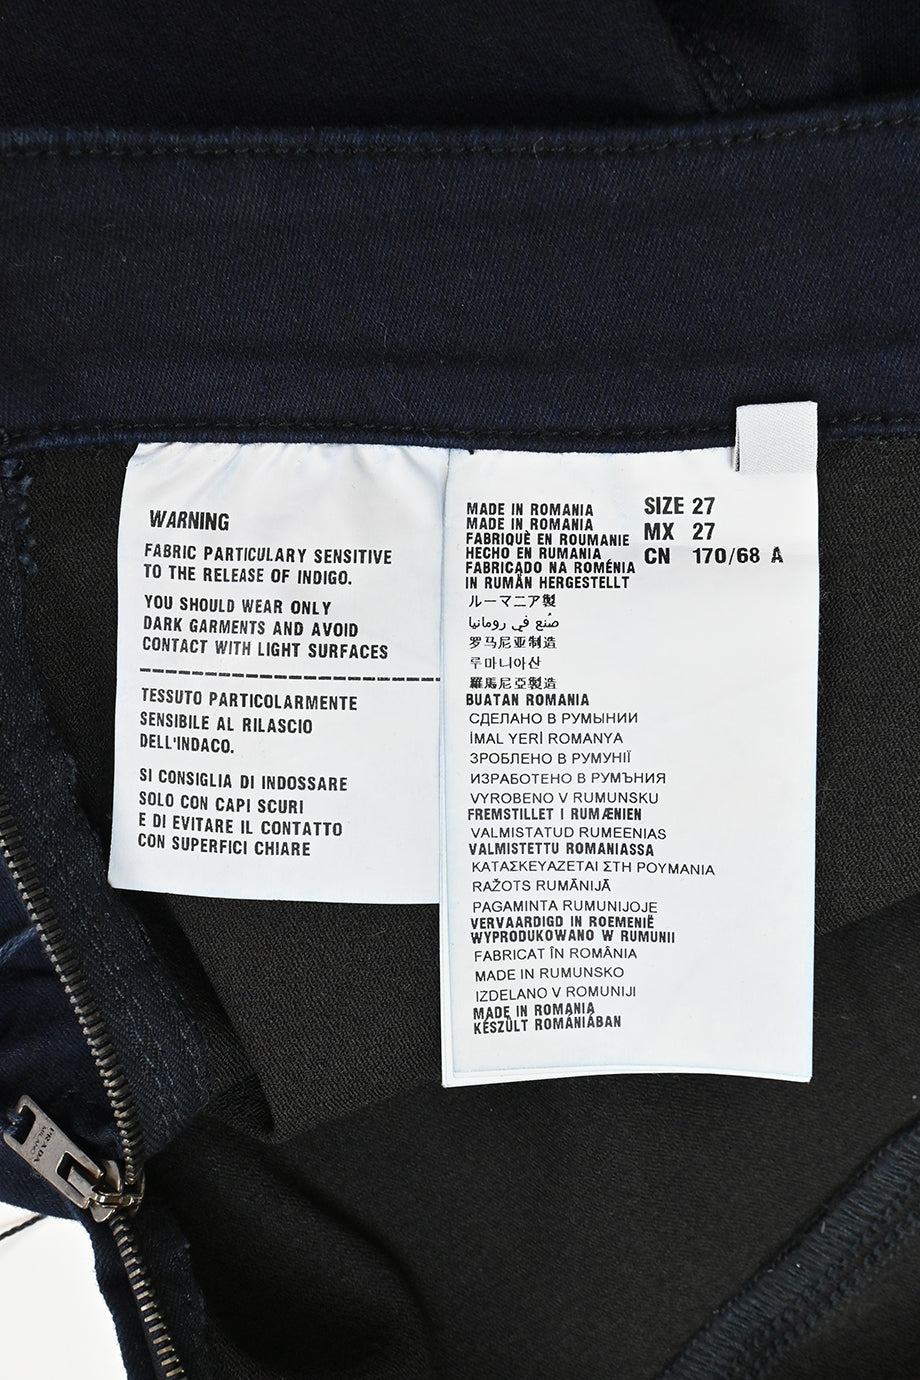 WARNING
FABRIC PARTICULARY SENSITIVE
TO THE RELEASE OF INDIGO.
YOU SHOULD WEAR ONLY
DARK GARMENTS AND AVOID
CONTACT WITH LIGHT SURFACES
TESSUTO PARTICOLARMENTE
SENSIBILE AL RILASCIO
DELL'INDACO.
SI CONSIGLIA DI INDOSSARE
SOLO CON CAPI SCURI
E DI EVITARE IL CONTATTO
CON SUPERFICI CHIARE
MADE IN ROMANIA
MADE IN ROMANIA
FABRIQUÈ EN ROUMANIE
HECHO EN RUMANIA
FABRICADO NA ROMÉNIA
IN RUMÄN HERGESTELLT
ルーマニア製
صنع في رومانيا
罗马尼亚制造
루마니아산
羅馬尼亞製造
BUATAN ROMANIA
СДЕЛАНО В РУМЫНИИ
İMAL YERİ ROMANYA
ЗРОБЛЕНО В РУМУНІЇ
ИЗРАБОТЕНО В РУМЪНИЯ
VYROBENO V RUMUNSKU
FREMSTILLET I RUMÆNIEN
VALMISTATUD RUMEENIAS
VALMISTETTU ROMANIASSA
ΚΑΤΑΣΚΕΥΑΖΕΤΑΙ ΣΤΗ ΡΟΥΜΑΝΙΑ
RAŽOTS RUMĀNIJĀ
PAGAMINTA RUMUNIJOJE
VERVAARDIGD IN ROEMENIË
WYPRODUKOWANO W RUMUNII
FABRICAT ÎN ROMÂNIA
MADE IN RUMUNSKO
IZDELANO V ROMUNIJI
MADE IN ROMANIA
KÉSZÜLT ROMÁNIÁBAN
SIZE 27
MX 27
CN 170/68 A
PRADA
MILANO